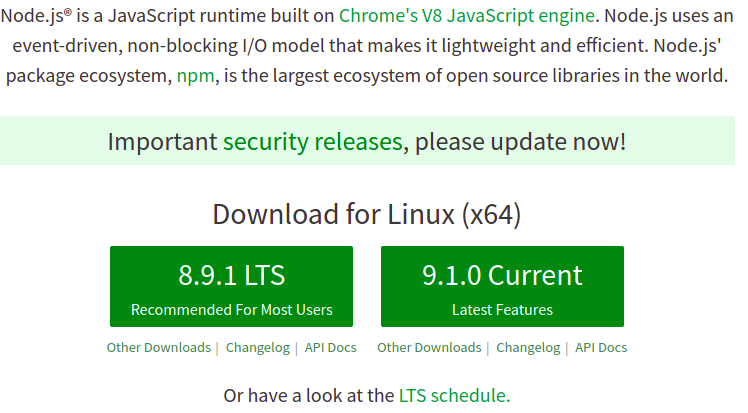 Node.js® is a JavaScript runtime built on Chrome's V8 JavaScript engine. Node.js uses an
event-driven, non-blocking I/O model that makes it lightweight and efficient. Node.js'
package ecosystem, npm, is the largest ecosystem of open source libraries in the world.
Important security releases, please update now!
Download for Linux (x64)
8.9.1 LTS
Recommended For Most Users
9.1.0 Current
Latest Features
Other Downloads | Changelog | API Docs
Other Downloads | Changelog | API Docs
Or have a look at the LTS schedule.